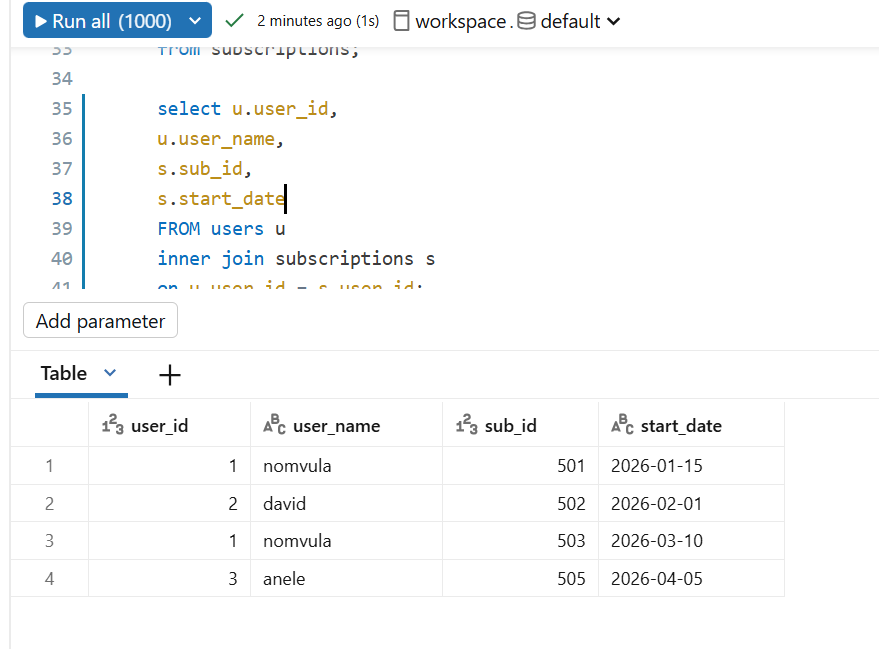 Run all (1000)
2 minutes ago (1s)
workspace . default
33 from subscriptions;
34
35 select u.user_id,
36 u.user_name,
37 s.sub_id,
38 s.start_date
39 FROM users u
40 inner join subscriptions s
41 on u.user_id = s.user_id;
Add parameter
Table
user_id user_name sub_id start_date
1 1 nomvula 501 2026-01-15
2 2 david 502 2026-02-01
3 1 nomvula 503 2026-03-10
4 3 anele 505 2026-04-05